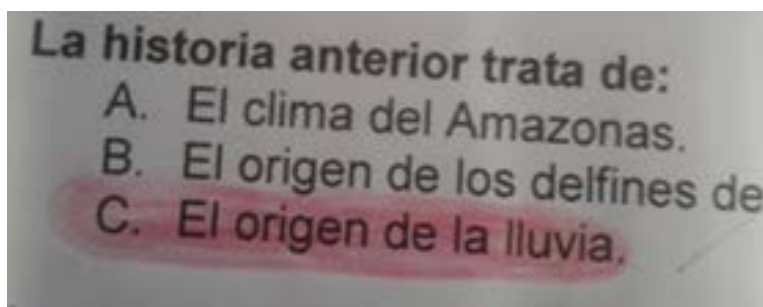 La historia anterior trata de:
A. El clima del Amazonas.
B. El origen de los delfines de
C. El origen de la lluvia.